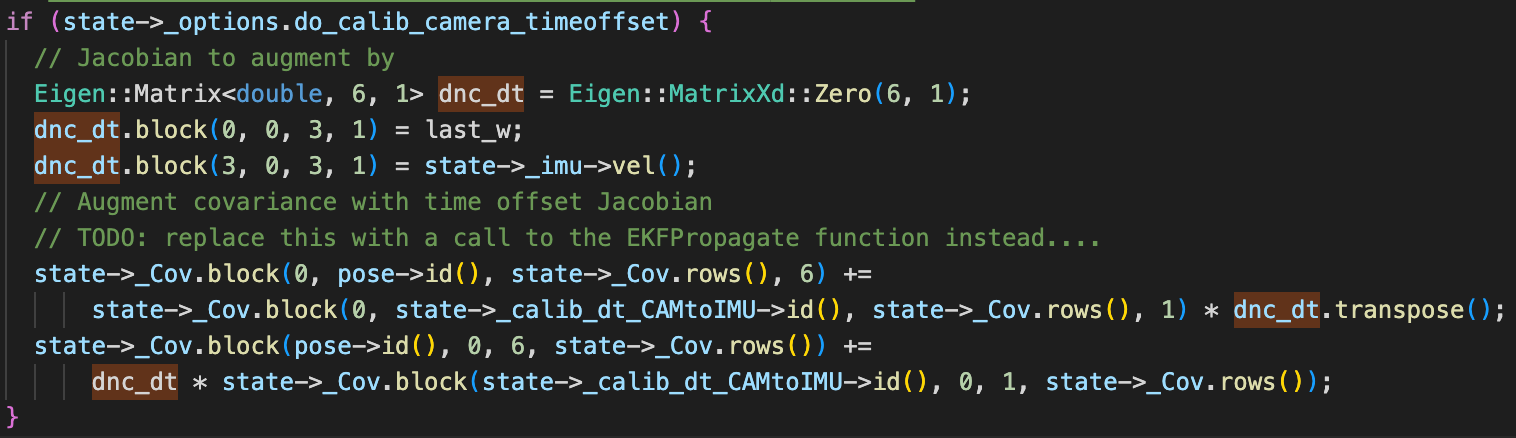 if (state->_options.do_calib_camera_timeoffset) {
// Jacobian to augment by
Eigen::Matrix<double, 6, 1> dnc_dt = Eigen::MatrixXd::Zero(6, 1);
dnc_dt.block(0, 0, 3, 1) = last_w;
dnc_dt.block(3, 0, 3, 1) = state->_imu->vel();
// Augment covariance with time offset Jacobian
// TODO: replace this with a call to the EKFPropagate function instead....
state->_Cov.block(0, pose->id(), state->_Cov.rows(), 6) +=
state->_Cov.block(0, state->_calib_dt_CAMtoIMU->id(), state->_Cov.rows(), 1) * dnc_dt.transpose();
state->_Cov.block(pose->id(), 0, 6, state->_Cov.rows()) +=
dnc_dt * state->_Cov.block(state->_calib_dt_CAMtoIMU->id(), 0, 1, state->_Cov.rows());
}